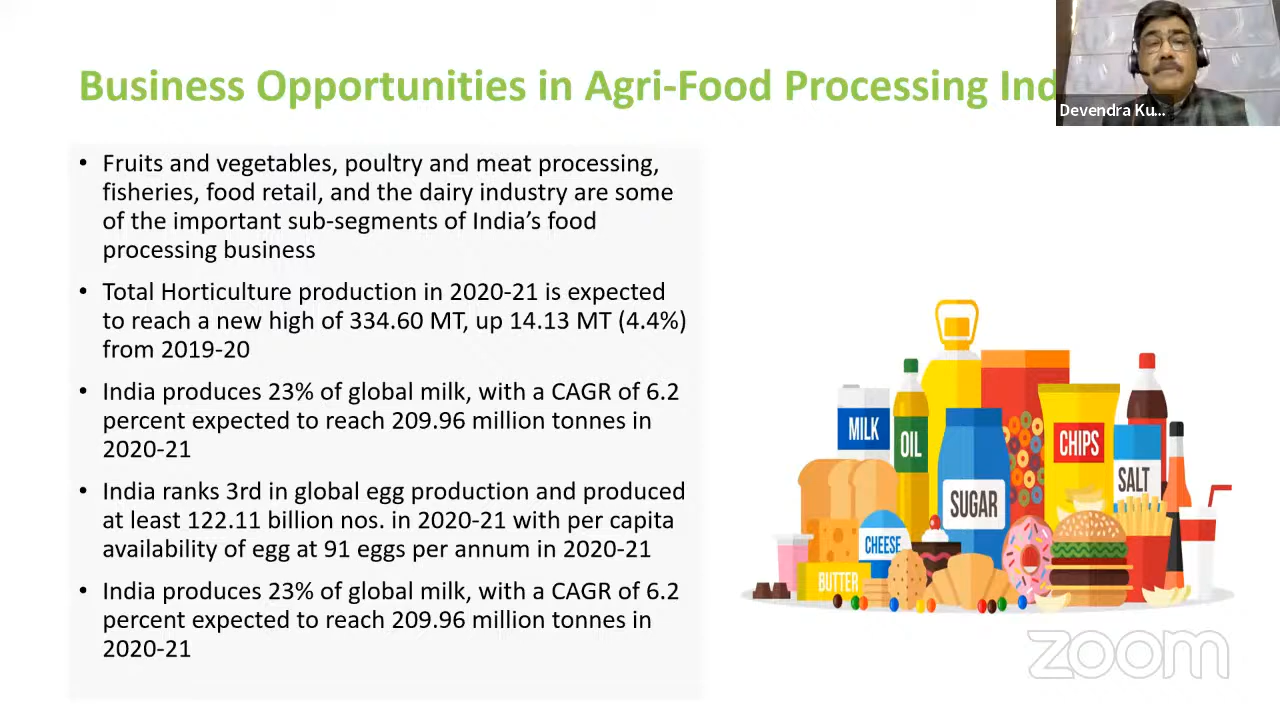 Business Opportunities in Agri-Food Processing Ind
Devendra Ku...
• Fruits and vegetables, poultry and meat processing,
fisheries, food retail, and the dairy industry are some
of the important sub-segments of India’s food
processing business
• Total Horticulture production in 2020-21 is expected
to reach a new high of 334.60 MT, up 14.13 MT (4.4%)
from 2019-20
• India produces 23% of global milk, with a CAGR of 6.2
percent expected to reach 209.96 million tonnes in
2020-21
• India ranks 3rd in global egg production and produced
at least 122.11 billion nos. in 2020-21 with per capita
availability of egg at 91 eggs per annum in 2020-21
• India produces 23% of global milk, with a CAGR of 6.2
percent expected to reach 209.96 million tonnes in
2020-21
MILK
OIL
SUGAR
CHIPS
SALT
CHEESE
BUTTER
zoom